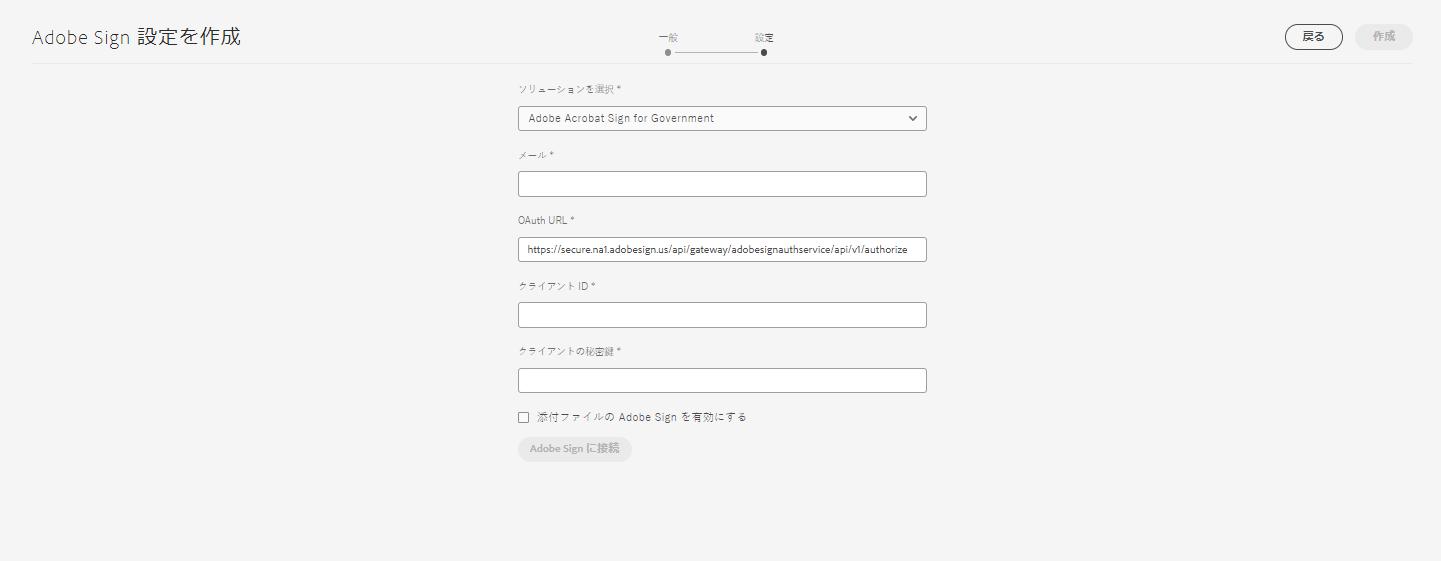 Adobe Sign 設定を作成
一般
設定
戻る
作成
ソリューションを選択 *
Adobe Acrobat Sign for Government
メール *
OAuth URL *
https://secure.na1.adobesign.us/api/gateway/adobesignauthservice/api/v1/authorize
クライアント ID *
クライアントの秘密鍵 *
添付ファイルの Adobe Sign を有効にする
Adobe Sign に接続